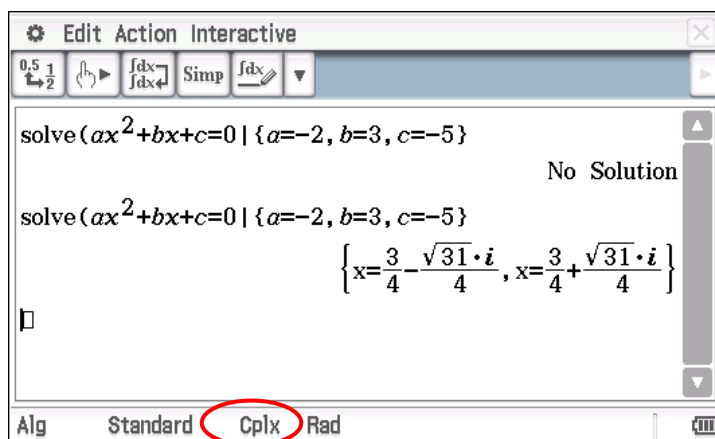 Edit Action Interactive
0.5 1/2 ∫dx ∫dx Simp ∫dx
solve(ax²+bx+c=0|{a=-2, b=3, c=-5}
No Solution
solve(ax²+bx+c=0|{a=-2, b=3, c=-5}
{x=3/4-√31·i/4, x=3/4+√31·i/4}
Alg Standard Cplx Rad